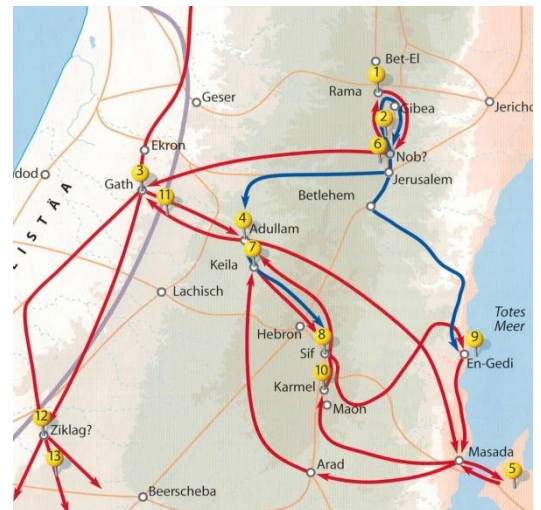 Bet-El
1
Rama
Geser
Gibea
2
Jericho
Ekron
6
Nob?
3
dod
Gath
11
Jerusalem
LISTÄA
Betlehem
4
Adullam
7
Keila
Lachisch
Totes
Meer
Hebron
8
9
Sif
En-Gedi
10
Karmel
Maon
12
Ziklag?
13
Masada
5
Arad
Beerscheba